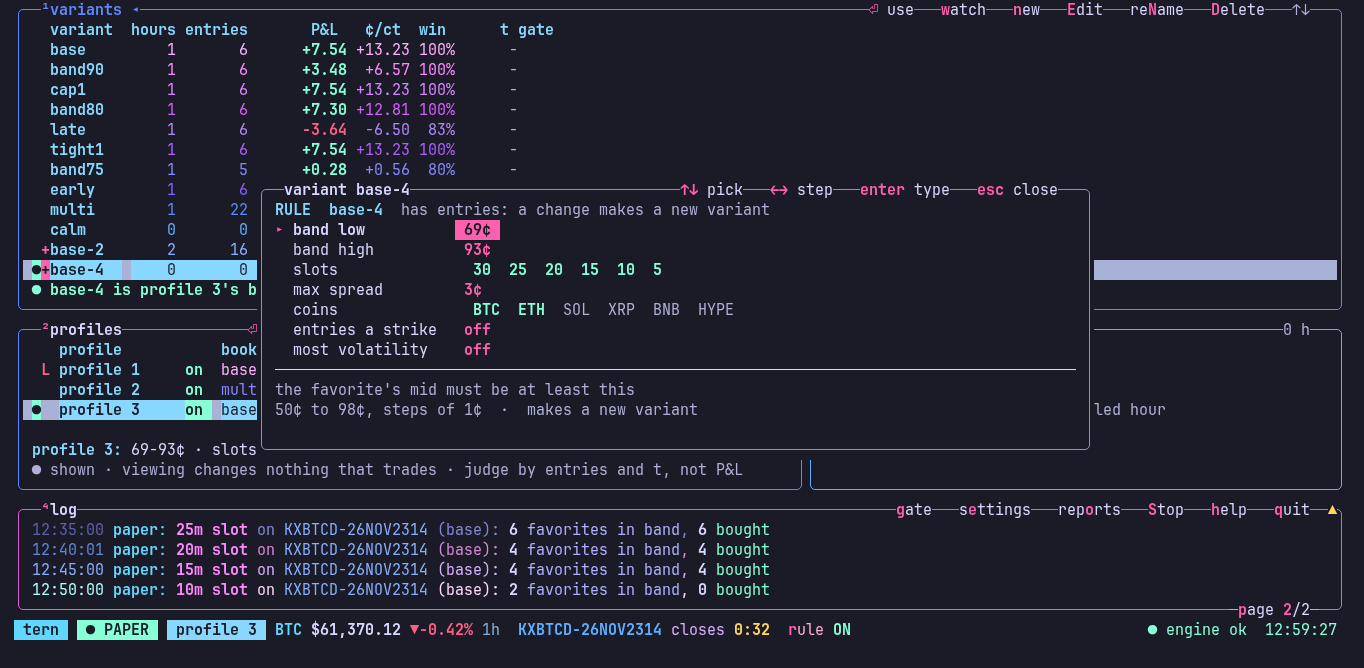 ¹variants ◂ ⏎ use watch new Edit reName Delete ↑↓
variant hours entries P&L ¢/ct win t gate
base 1 6 +7.54 +13.23 100% -
band90 1 6 +3.48 +6.57 100% -
cap1 1 6 +7.54 +13.23 100% -
band80 1 6 +7.30 +12.81 100% -
late 1 6 -3.64 -6.50 83% -
tight1 1 6 +7.54 +13.23 100% -
band75 1 5 +0.28 +0.56 80% -
early 1 6
multi 1 22
calm 0 0
+base-2 2 16
●+base-4 0 0
● base-4 is profile 3's b
variant base-4 ↑↓ pick ↔ step enter type esc close
RULE base-4 has entries: a change makes a new variant
▸ band low 69¢
band high 93¢
slots 30 25 20 15 10 5
max spread 3¢
coins BTC ETH SOL XRP BNB HYPE
entries a strike off
most volatility off
the favorite's mid must be at least this
50¢ to 98¢, steps of 1¢ · makes a new variant
²profiles ⏎ 0 h
profile book
L profile 1 on base
profile 2 on mult
● profile 3 on base
led hour
profile 3: 69-93¢ · slots
● shown · viewing changes nothing that trades · judge by entries and t, not P&L
⁴log gate settings reports Stop help quit ▲
12:35:00 paper: 25m slot on KXBTCD-26NOV2314 (base): 6 favorites in band, 6 bought
12:40:01 paper: 20m slot on KXBTCD-26NOV2314 (base): 4 favorites in band, 4 bought
12:45:00 paper: 15m slot on KXBTCD-26NOV2314 (base): 4 favorites in band, 4 bought
12:50:00 paper: 10m slot on KXBTCD-26NOV2314 (base): 2 favorites in band, 0 bought
page 2/2
tern ● PAPER profile 3 BTC $61,370.12 ▼-0.42% 1h KXBTCD-26NOV2314 closes 0:32 rule ON ● engine ok 12:59:27